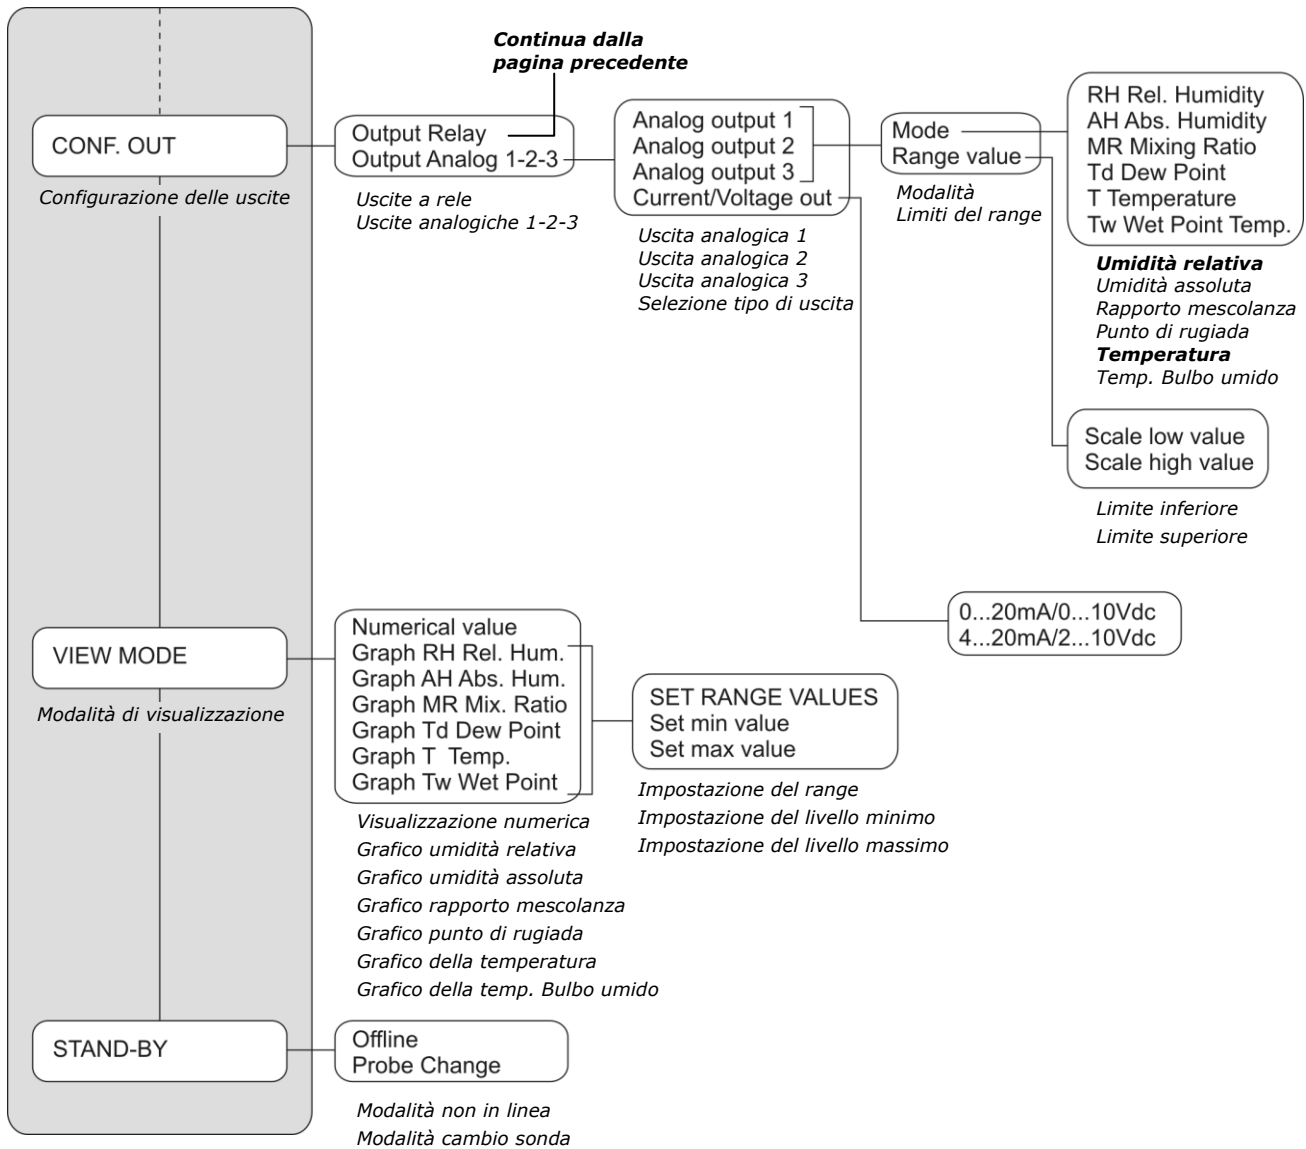 Continua dalla
pagina precedente
CONF. OUT
Configurazione delle uscite
Output Relay
Output Analog 1-2-3
Uscite a rele
Uscite analogiche 1-2-3
Analog output 1
Analog output 2
Analog output 3
Current/Voltage out
Uscita analogica 1
Uscita analogica 2
Uscita analogica 3
Selezione tipo di uscita
Mode
Range value
Modalità
Limiti del range
RH Rel. Humidity
AH Abs. Humidity
MR Mixing Ratio
Td Dew Point
T Temperature
Tw Wet Point Temp.
Umidità relativa
Umidità assoluta
Rapporto mescolanza
Punto di rugiada
Temperatura
Temp. Bulbo umido
Scale low value
Scale high value
Limite inferiore
Limite superiore
0...20mA/0...10Vdc
4...20mA/2...10Vdc
VIEW MODE
Modalità di visualizzazione
Numerical value
Graph RH Rel. Hum.
Graph AH Abs. Hum.
Graph MR Mix. Ratio
Graph Td Dew Point
Graph T Temp.
Graph Tw Wet Point
Visualizzazione numerica
Grafico umidità relativa
Grafico umidità assoluta
Grafico rapporto mescolanza
Grafico punto di rugiada
Grafico della temperatura
Grafico della temp. Bulbo umido
SET RANGE VALUES
Set min value
Set max value
Impostazione del range
Impostazione del livello minimo
Impostazione del livello massimo
STAND-BY
Offline
Probe Change
Modalità non in linea
Modalità cambio sonda